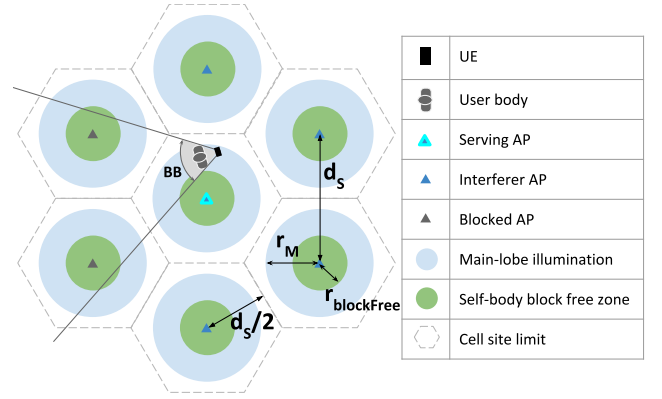 BB
d_S
r_M
r_blockFree
d_S/2
UE
User body
Serving AP
Interferer AP
Blocked AP
Main-lobe illumination
Self-body block free zone
Cell site limit